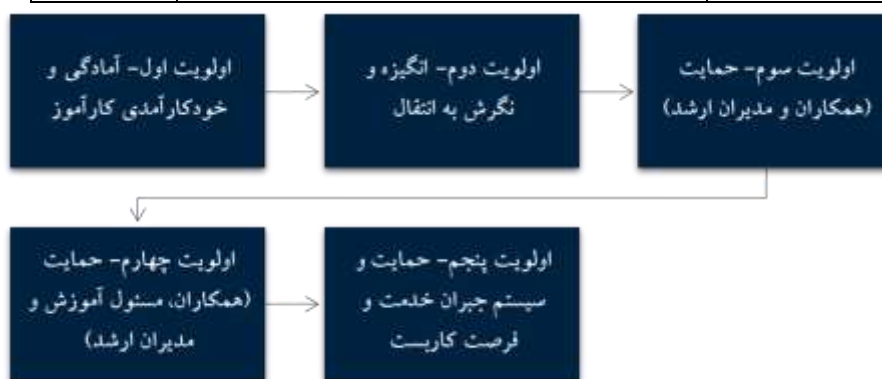 اولویت اول- آمادگی و
خودکارآمدی کارآموز
اولویت دوم- انگیزه و
نگرش به انتقال
اولویت سوم- حمایت
(همکاران و مدیران ارشد)
اولویت چهارم- حمایت
(همکاران، مسئول آموزش و
مدیران ارشد)
اولویت پنجم- حمایت و
سیستم جبران خدمت و
فرصت کاربست